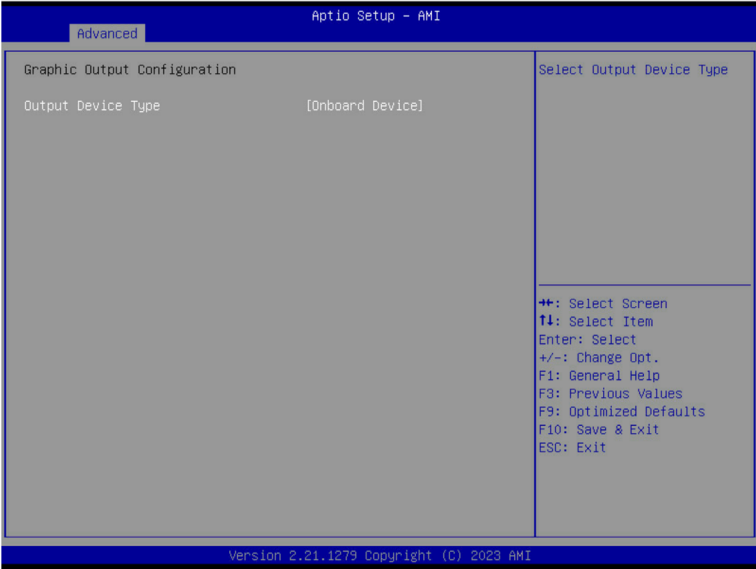 Aptio Setup – AMI
Advanced
Graphic Output Configuration
Output Device Type [Onboard Device]
Select Output Device Type
→←: Select Screen
↑↓: Select Item
Enter: Select
+/-: Change Opt.
F1: General Help
F3: Previous Values
F9: Optimized Defaults
F10: Save & Exit
ESC: Exit
Version 2.21.1279 Copyright (C) 2023 AMI